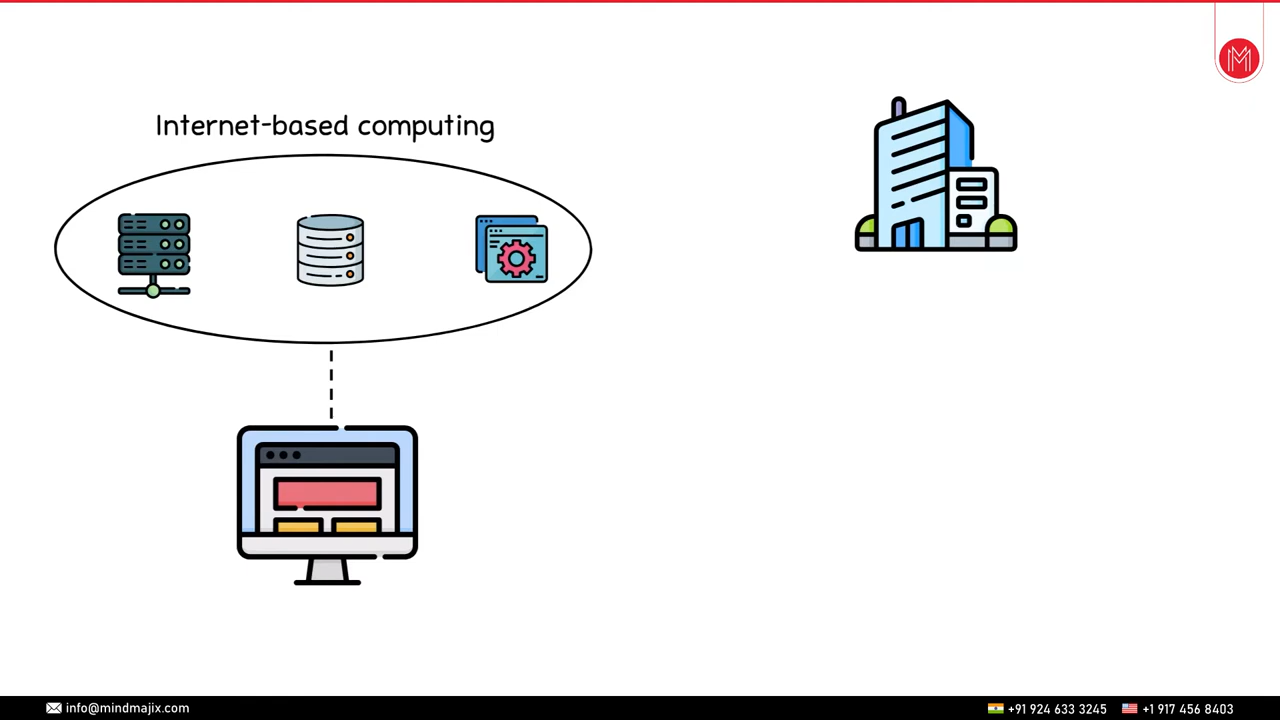 Internet-based computing
info@mindmajix.com
+91 924 633 3245
+1 917 456 8403